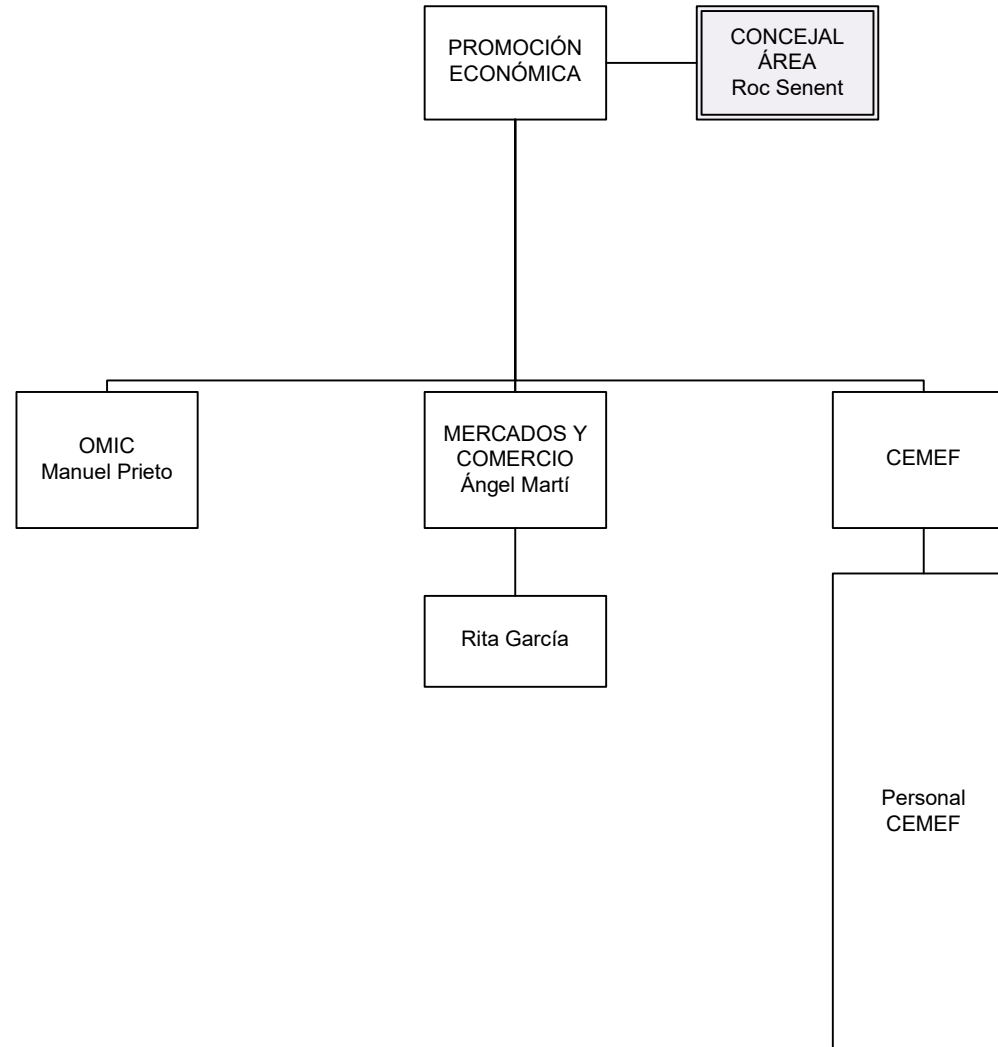 PROMOCIÓN
ECONÓMICA
CONCEJAL
ÁREA
Roc Senent
OMIC
Manuel Prieto
MERCADOS Y
COMERCIO
Ángel Martí
CEMEF
Rita García
Personal
CEMEF